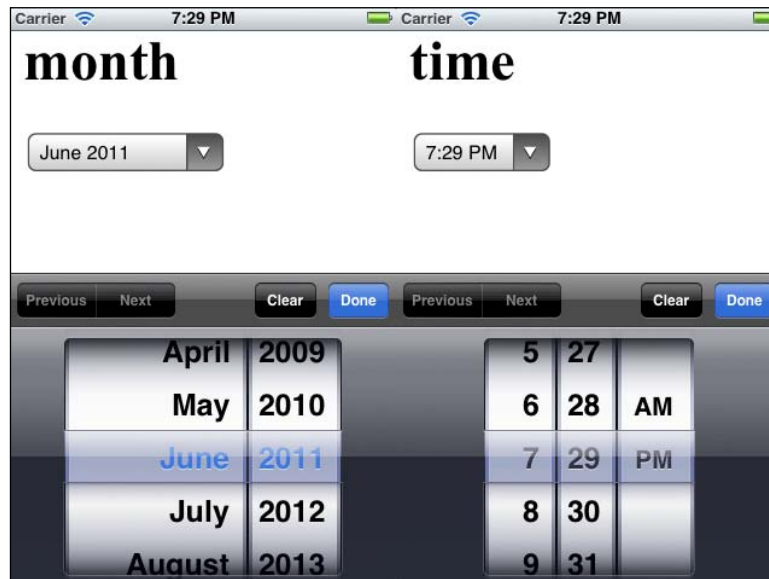 Carrier 7:29 PM
month
June 2011
Previous Next Clear Done
April 2009
May 2010
June 2011
July 2012
August 2013
Carrier 7:29 PM
time
7:29 PM
Previous Next Clear Done
5 27
6 28 AM
7 29 PM
8 30
9 31